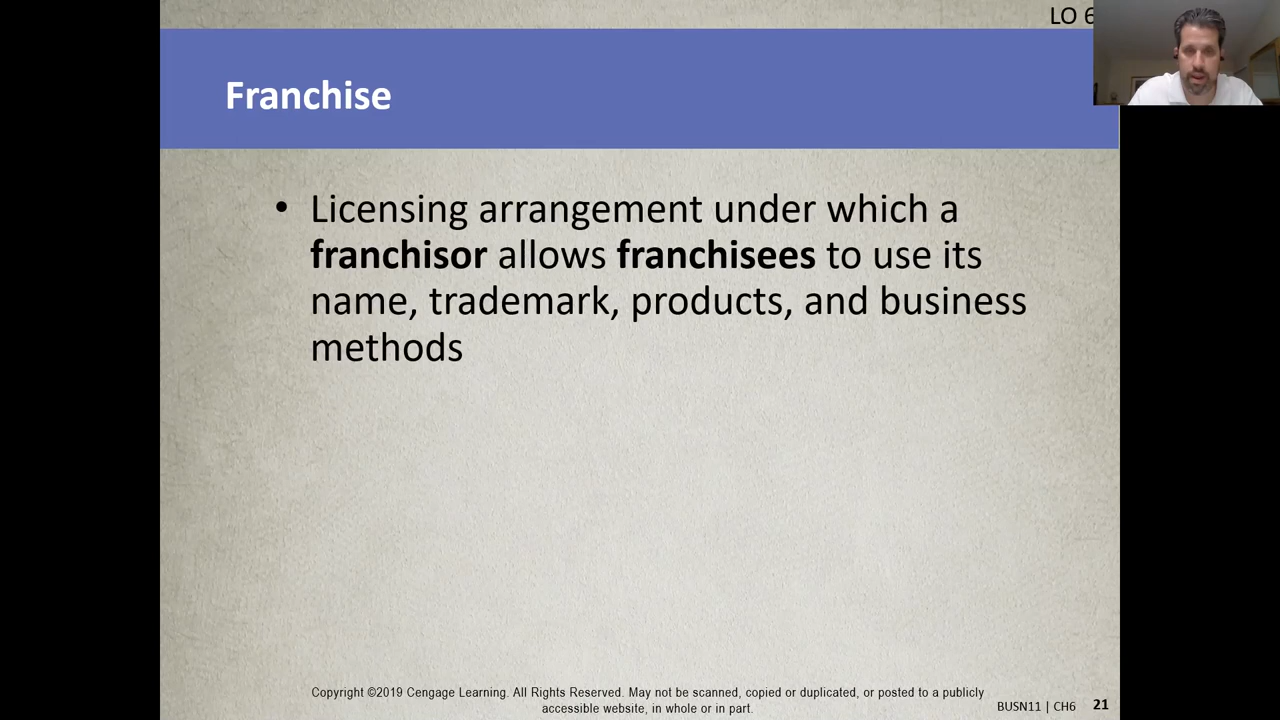 LO 6
Franchise
• Licensing arrangement under which a
franchisor allows franchisees to use its
name, trademark, products, and business
methods
Copyright ©2019 Cengage Learning. All Rights Reserved. May not be scanned, copied or duplicated, or posted to a publicly
accessible website, in whole or in part.
BUSN11 | CH6 21